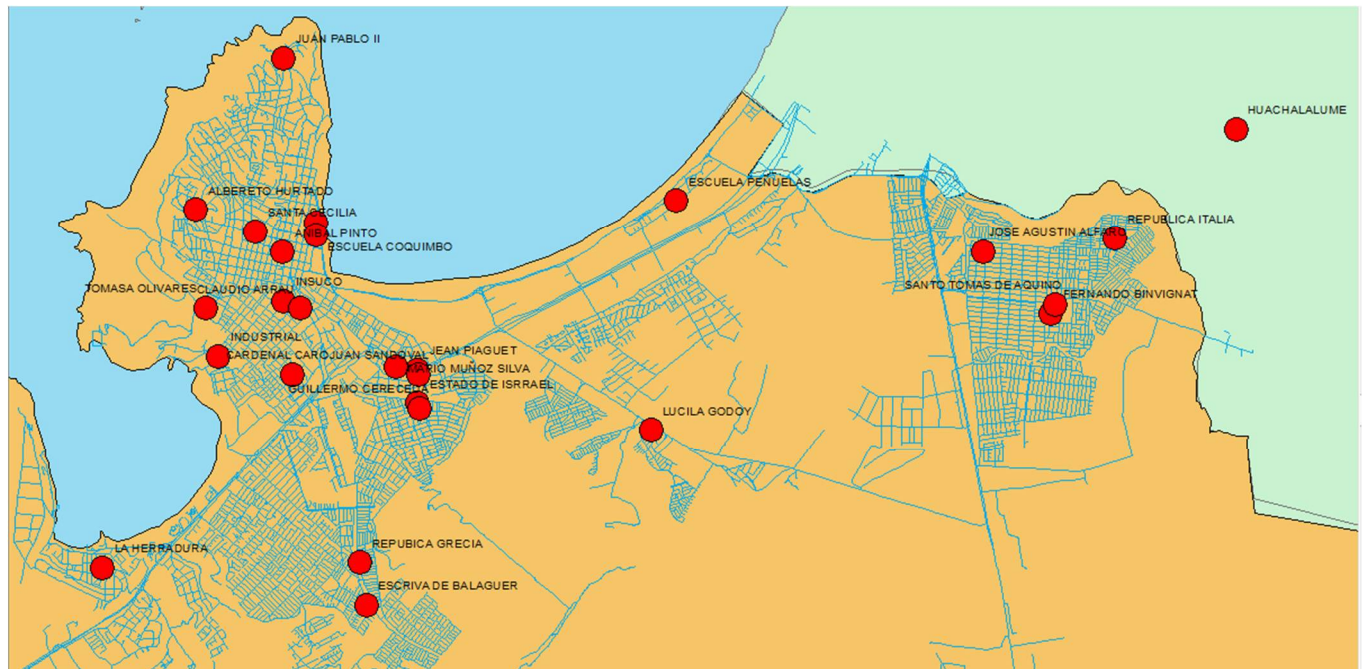 JUAN PABLO II
HUACHALALUME
ESCUELA PEÑUELAS
ALBERETO HURTADO
SANTA CECILIA
REPUBLICA ITALIA
ANIBAL PINTO
JOSE AGUSTIN ALFARO
ESCUELA COQUIMBO
INSUCO
SANTO TOMAS DE AQUINO
TOMASA OLIVARES
CLAUDIO ARRAU
FERNANDO BINVIGNAT
INDUSTRIAL
JEAN PIAGUET
CARDENAL CARO
JUAN SANDOVAL
MARIO MUÑOZ SILVA
GUILLERMO CERECEDA
ESTADO DE ISRRAEL
LUCILA GODOY
LA HERRADURA
REPUBICA GRECIA
ESCRIVA DE BALAGUER